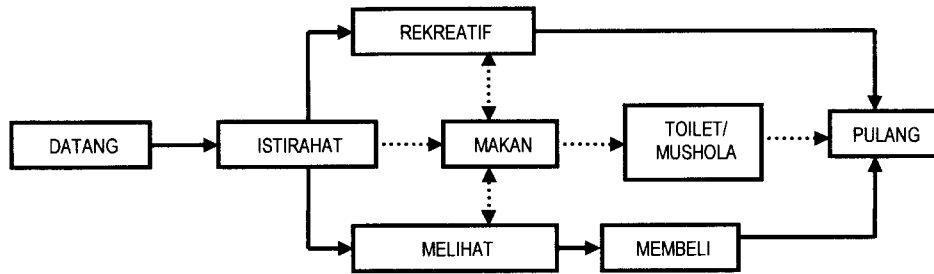 REKREATIF
DATANG
ISTIRAHAT
MAKAN
TOILET/
MUSHOLA
PULANG
MELIHAT
MEMBELI